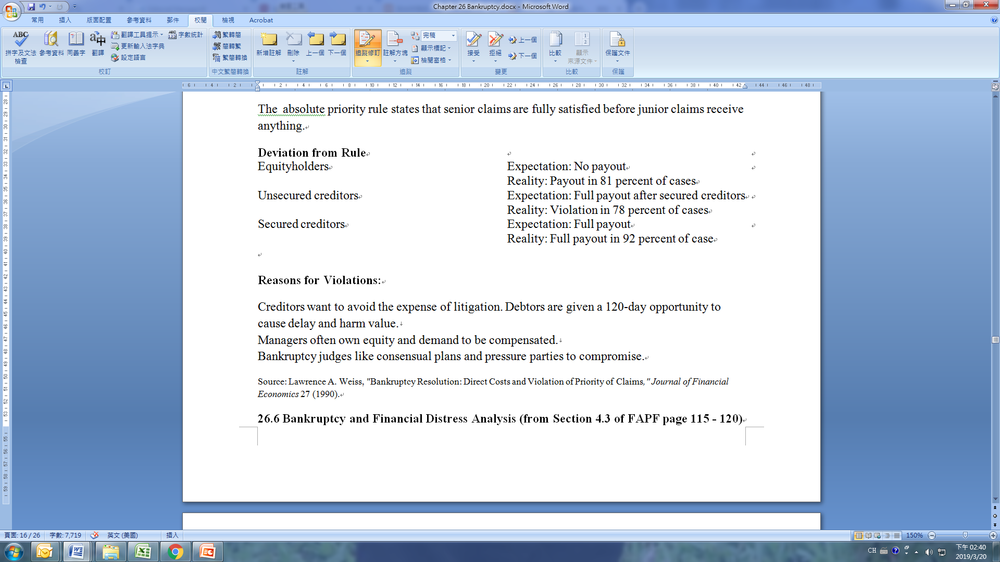 Chapter 26 Bankruptcy.docx - Microsoft Word
常用 插入 版面配置 參考資料 郵件 校閱 檢視 Acrobat
拼字及文法檢查 參考資料 同義字 翻譯 翻譯工具提示 字數統計
更新輸入法字典
設定語言
校訂
繁轉簡
簡轉繁
繁簡轉換
中文繁簡轉換
新增註解 刪除 上一個 下一個
註解
追蹤修訂 註解方塊 完稿
顯示標記
檢閱窗格
追蹤
接受 拒絕 上一個
下一個
變更
比較 顯示來源文件
比較
保護文件
保護
The  absolute priority rule states that senior claims are fully satisfied before junior claims receive
anything.
Deviation from Rule
Equityholders Expectation: No payout
Reality: Payout in 81 percent of cases
Unsecured creditors Expectation: Full payout after secured creditors
Reality: Violation in 78 percent of cases
Secured creditors Expectation: Full payout
Reality: Full payout in 92 percent of case
Reasons for Violations:
Creditors want to avoid the expense of litigation. Debtors are given a 120-day opportunity to
cause delay and harm value.
Managers often own equity and demand to be compensated.
Bankruptcy judges like consensual plans and pressure parties to compromise.
Source: Lawrence A. Weiss, "Bankruptcy Resolution: Direct Costs and Violation of Priority of Claims," Journal of Financial
Economics 27 (1990).
26.6 Bankruptcy and Financial Distress Analysis (from Section 4.3 of FAPF page 115 - 120)
頁面: 16 / 26 字數: 7,719 英文 (美國) 插入 150%
CH 下午 02:40
2019/3/20